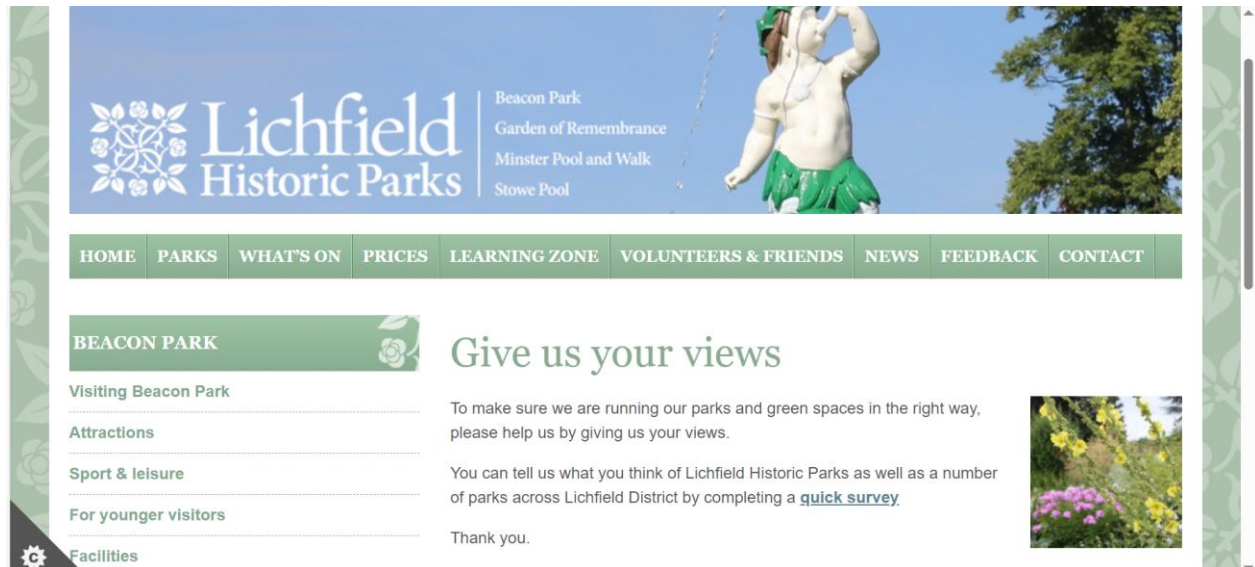 Lichfield
Historic Parks
Beacon Park
Garden of Remembrance
Minster Pool and Walk
Stowe Pool
HOME PARKS WHAT'S ON PRICES LEARNING ZONE VOLUNTEERS & FRIENDS NEWS FEEDBACK CONTACT
BEACON PARK
Visiting Beacon Park
Attractions
Sport & leisure
For younger visitors
Facilities
Give us your views
To make sure we are running our parks and green spaces in the right way,
please help us by giving us your views.
You can tell us what you think of Lichfield Historic Parks as well as a number
of parks across Lichfield District by completing a quick survey
Thank you.
C